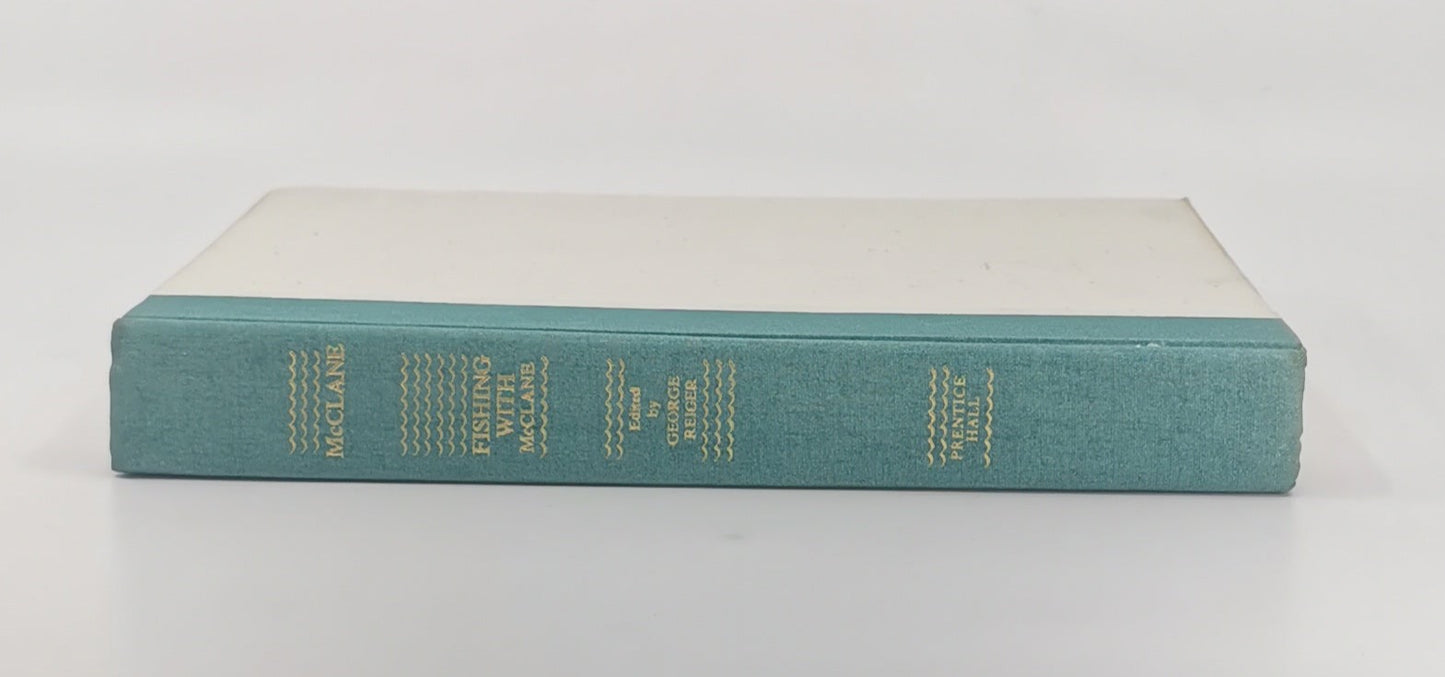 McCLANE
FISHING
WITH
McCLANE
Edited
by
GEORGE
REIGER
PRENTICE
HALL